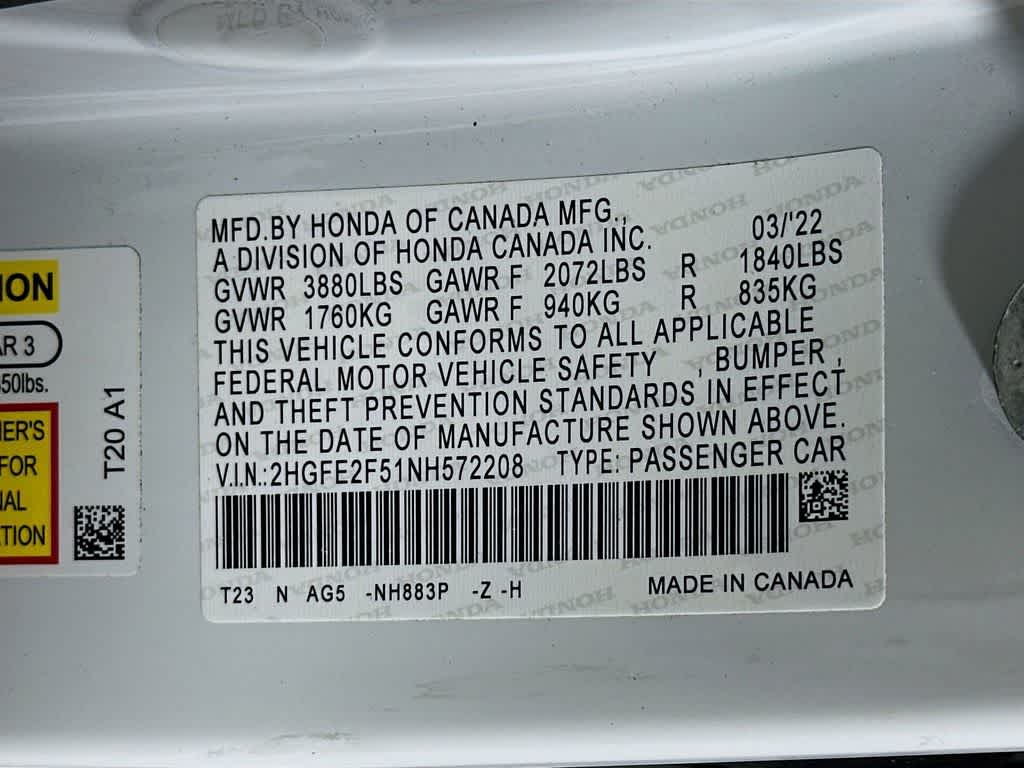 MFD.BY HONDA OF CANADA MFG.,
A DIVISION OF HONDA CANADA INC. 03/'22
GVWR 3880LBS GAWR F 2072LBS R 1840LBS
GVWR 1760KG GAWR F 940KG R 835KG
THIS VEHICLE CONFORMS TO ALL APPLICABLE
FEDERAL MOTOR VEHICLE SAFETY , BUMPER ,
AND THEFT PREVENTION STANDARDS IN EFFECT
ON THE DATE OF MANUFACTURE SHOWN ABOVE.
V.I.N.:2HGFE2F51NH572208 TYPE: PASSENGER CAR
T23 N AG5 -NH883P -Z -H MADE IN CANADA
T20 A1